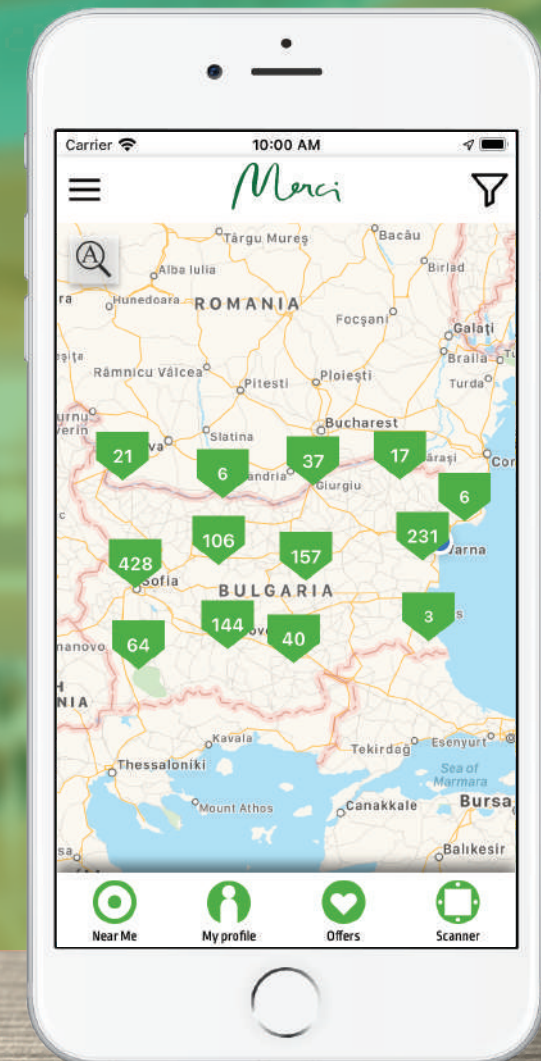 Carrier
10:00 AM
Merci
A
Târgu Mureș
Bacău
Alba Iulia
Bîrlad
Hunedoara
ROMANIA
Focșani
Galați
Brăila
Râmnicu Vâlcea
Pitesti
Ploiești
Turda
Bucharest
Slatina
21
6
37
17
Giurgiu
6
106
231
428
157
Varna
Sofia
BULGARIA
144
3
64
40
Kavala
Tekirdağ
Esenyurt
Thessaloniki
Sea of
Marmara
Mount Athos
Canakkale
Bursa
Balıkesir
Near Me
My profile
Offers
Scanner